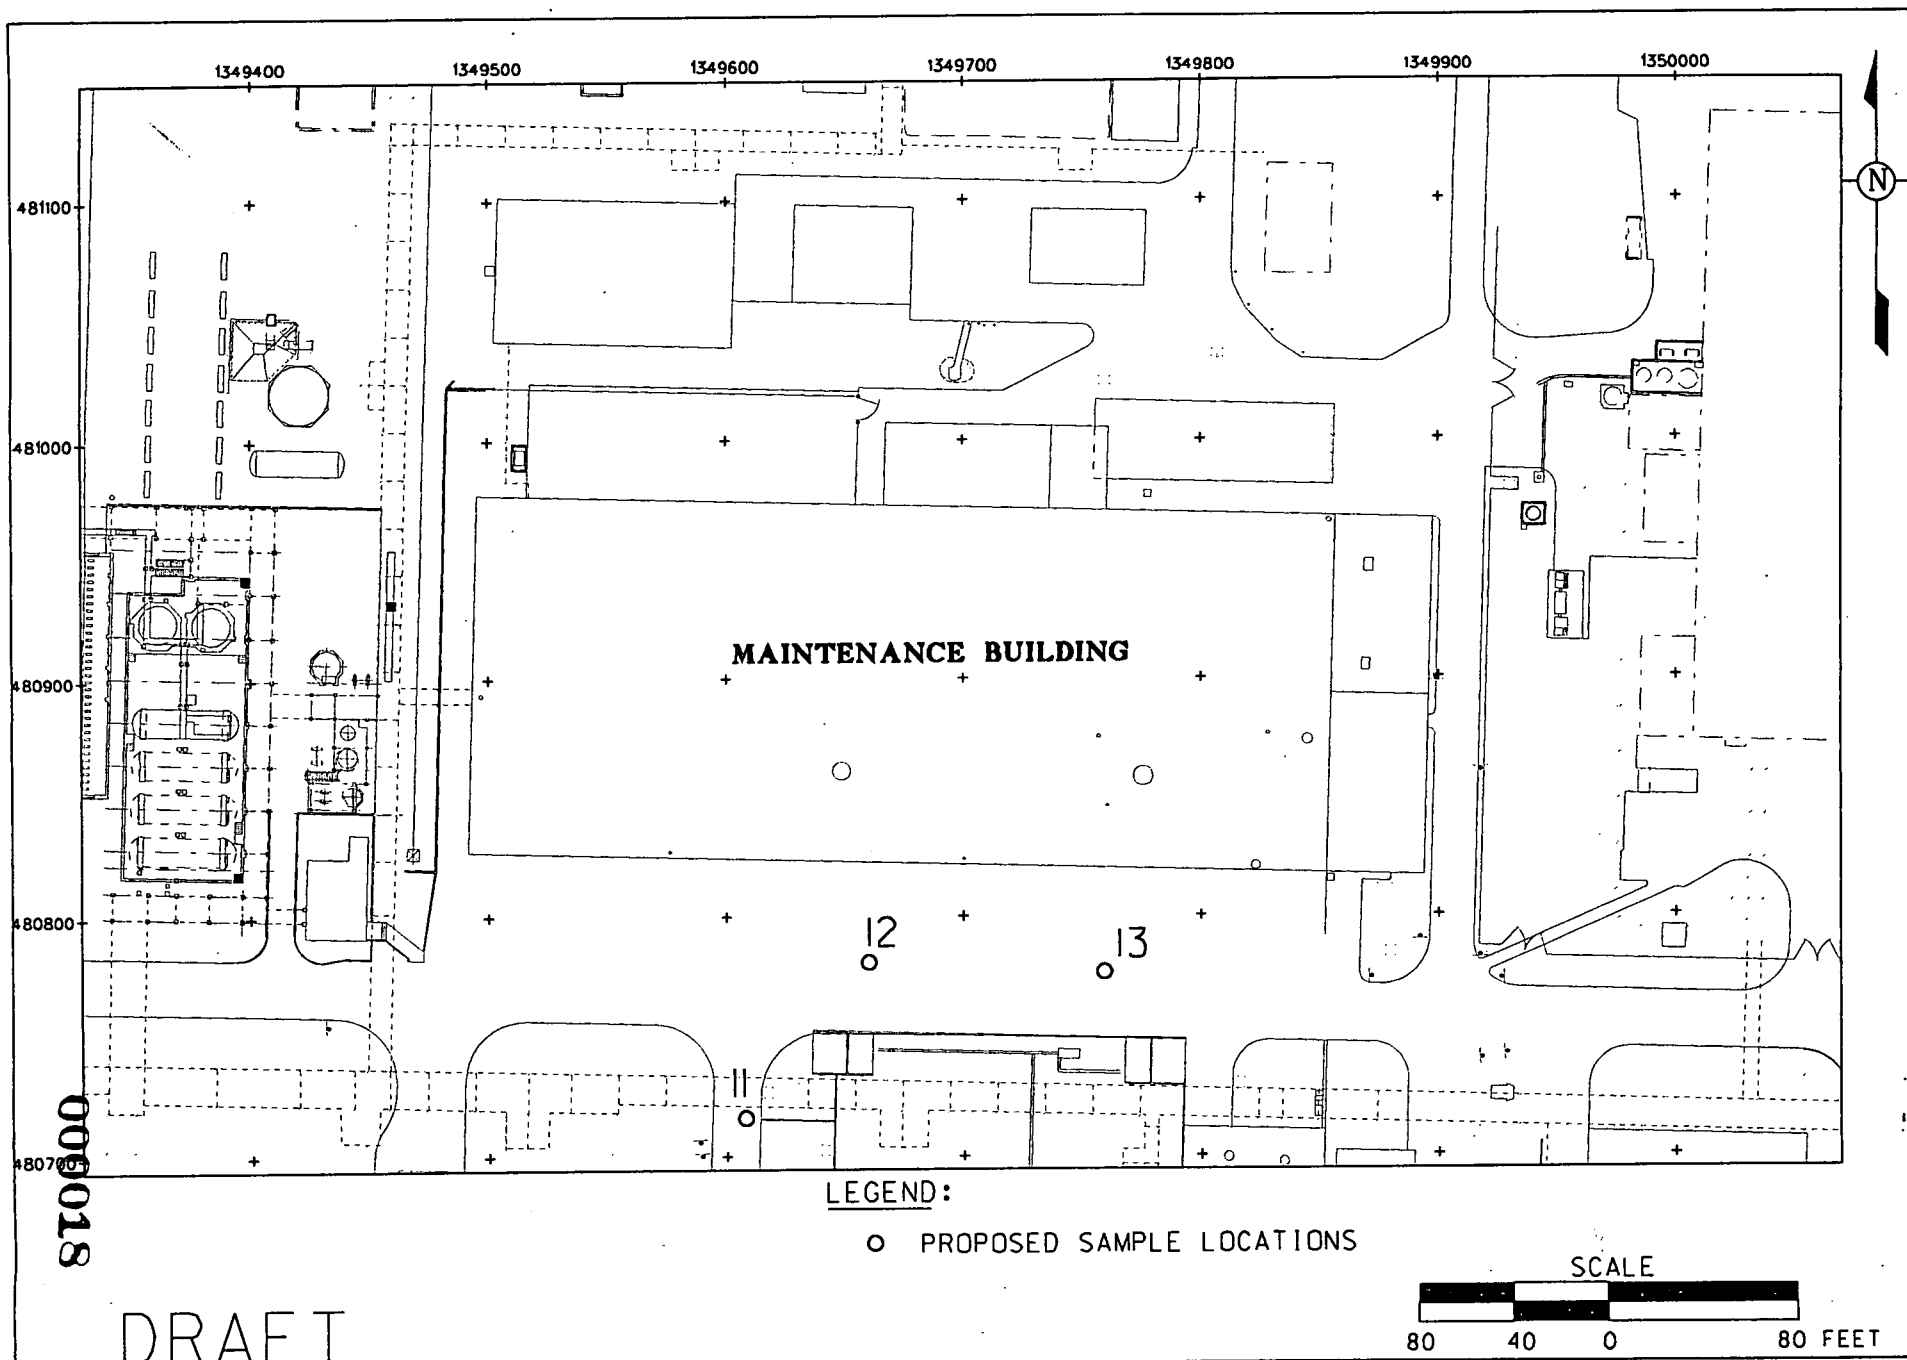 1349400 1349500 1349600 1349700 1349800 1349900 1350000
N
481100
481000
480900
MAINTENANCE BUILDING
480800
12
13
11
480700
000018
LEGEND:
O PROPOSED SAMPLE LOCATIONS
SCALE
80 40 0 80 FEET
DRAFT